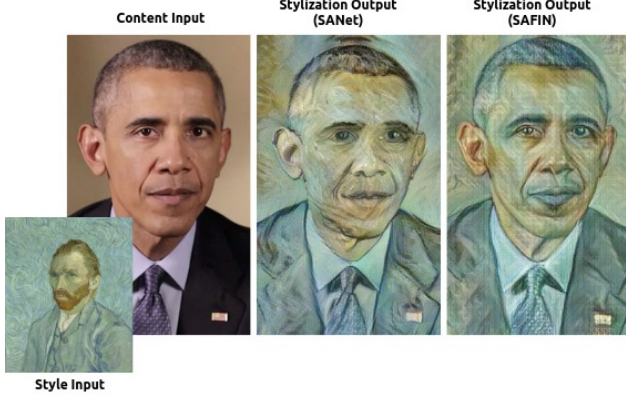 Content Input
Stylization Output
(SANet)
Stylization Output
(SAFIN)
Style Input